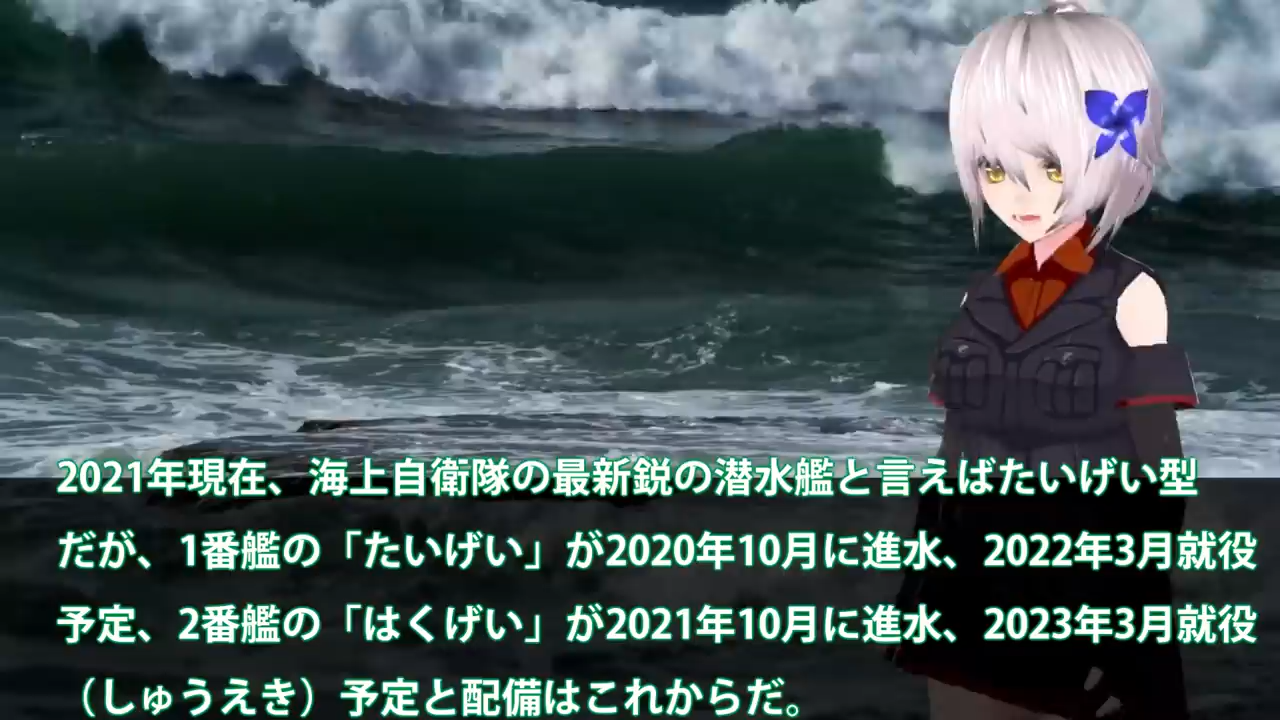 2021年現在、海上自衛隊の最新鋭の潜水艦と言えばたいげい型
だが、1番艦の「たいげい」が2020年10月に進水、2022年3月就役
予定、2番艦の「はくげい」が2021年10月に進水、2023年3月就役
（しゅうえき）予定と配備はこれからだ。